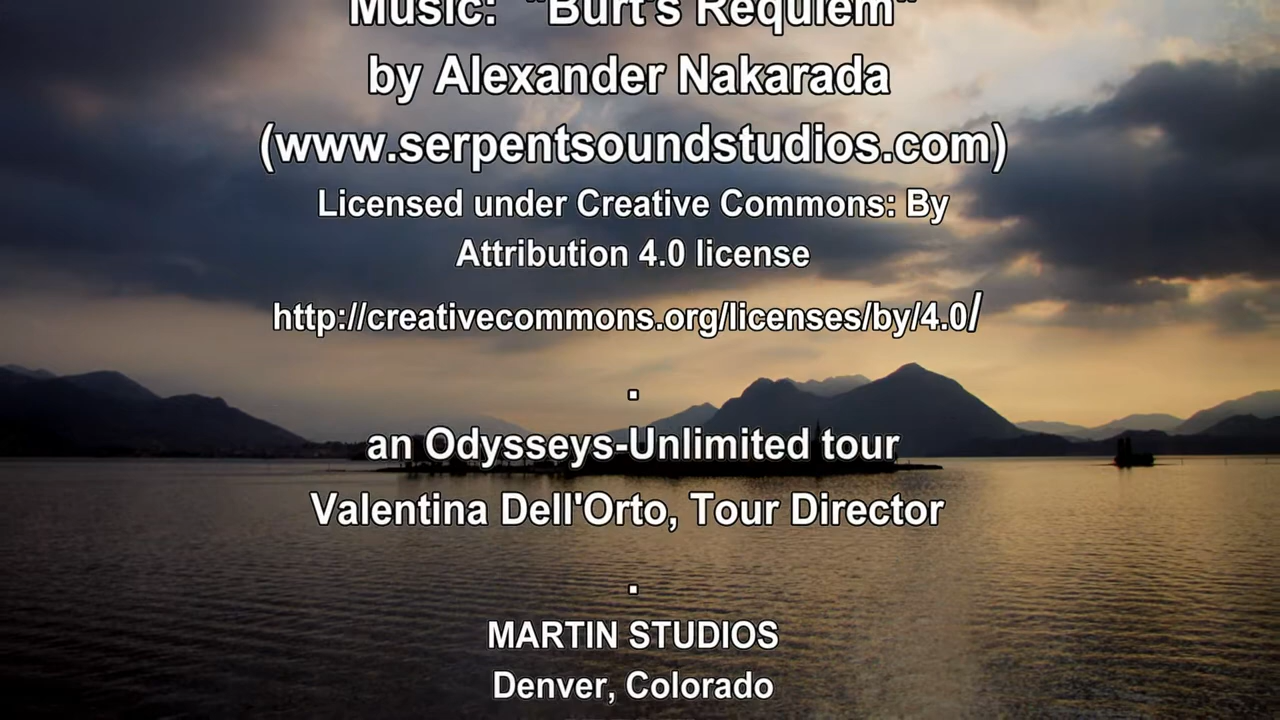 Music: "Burt's Requiem"
by Alexander Nakarada
(www.serpentsoundstudios.com)
Licensed under Creative Commons: By
Attribution 4.0 license
http://creativecommons.org/licenses/by/4.0/
.
an Odysseys-Unlimited tour
Valentina Dell'Orto, Tour Director
.
MARTIN STUDIOS
Denver, Colorado